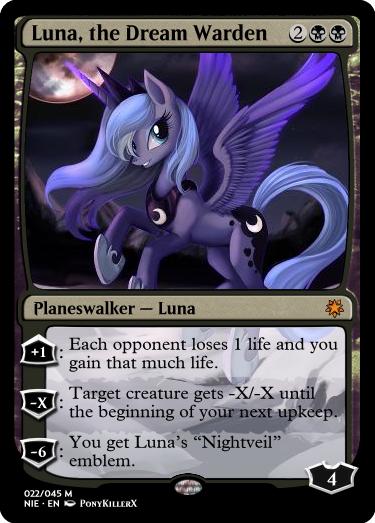 Luna, the Dream Warden 2
Planeswalker — Luna
+1: Each opponent loses 1 life and you
gain that much life.
-X: Target creature gets -X/-X until
the beginning of your next upkeep.
-6: You get Luna's “Nightveil”
emblem.
4
022/045 M
NIE • EN PonyKillerX